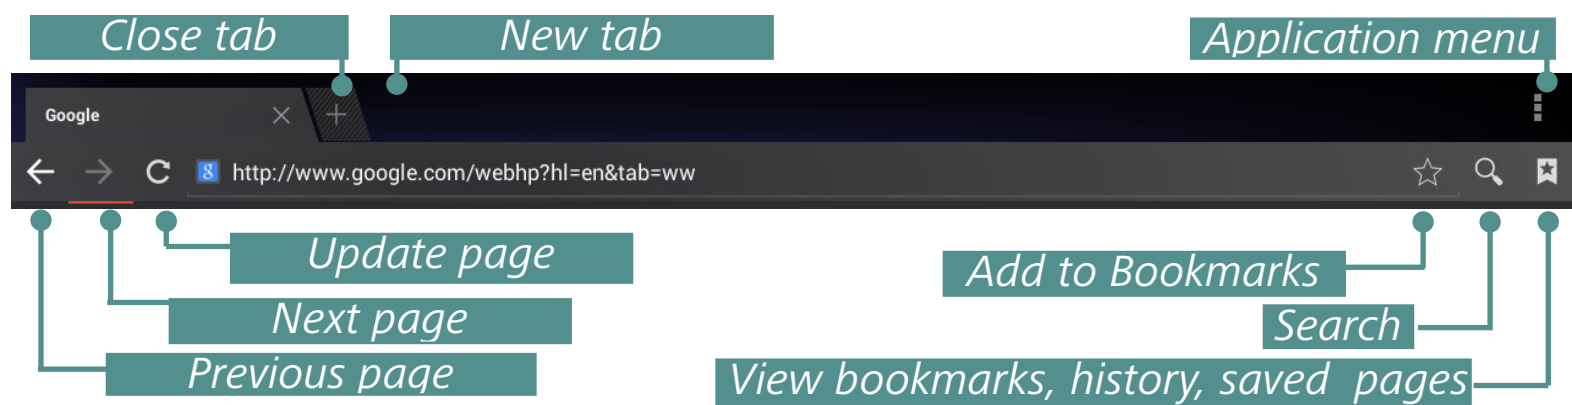 Close tab
New tab
Application menu
Google
http://www.google.com/webhp?hl=en&tab=ww
Update page
Add to Bookmarks
Next page
Search
Previous page
View bookmarks, history, saved  pages